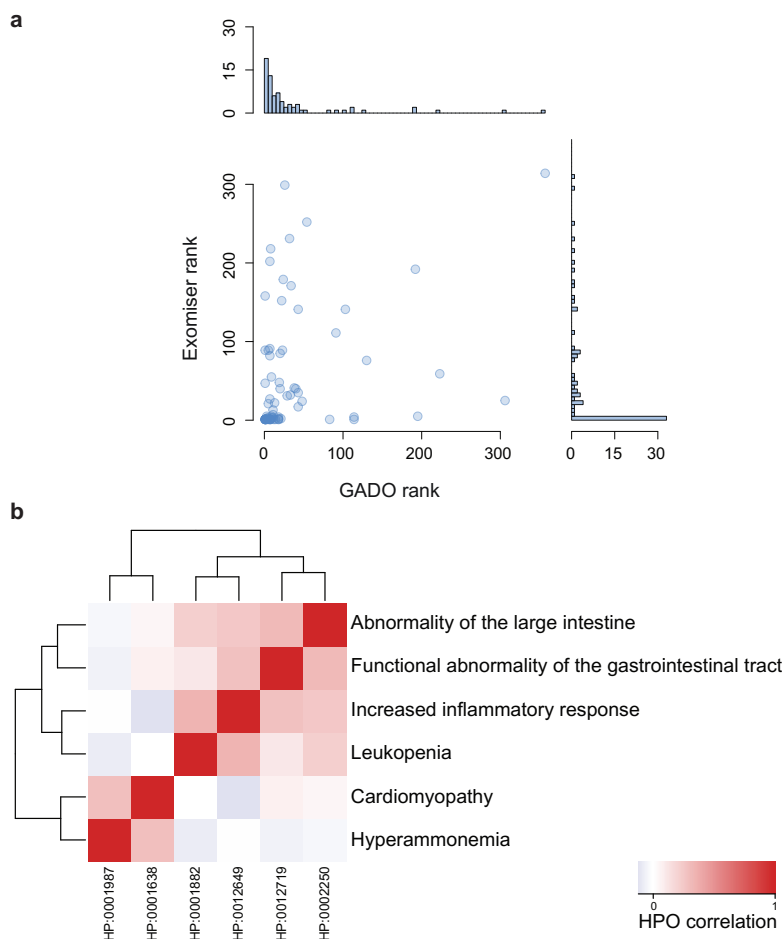 a
30
15
0
300
200
100
0
Exomiser rank
0
100
200
300
GADO rank
0
15
30
b
Abnormality of the large intestine
Functional abnormality of the gastrointestinal tract
Increased inflammatory response
Leukopenia
Cardiomyopathy
Hyperammonemia
HP:0001987
HP:0001638
HP:0001882
HP:0012649
HP:0012719
HP:0002250
0
1
HPO correlation